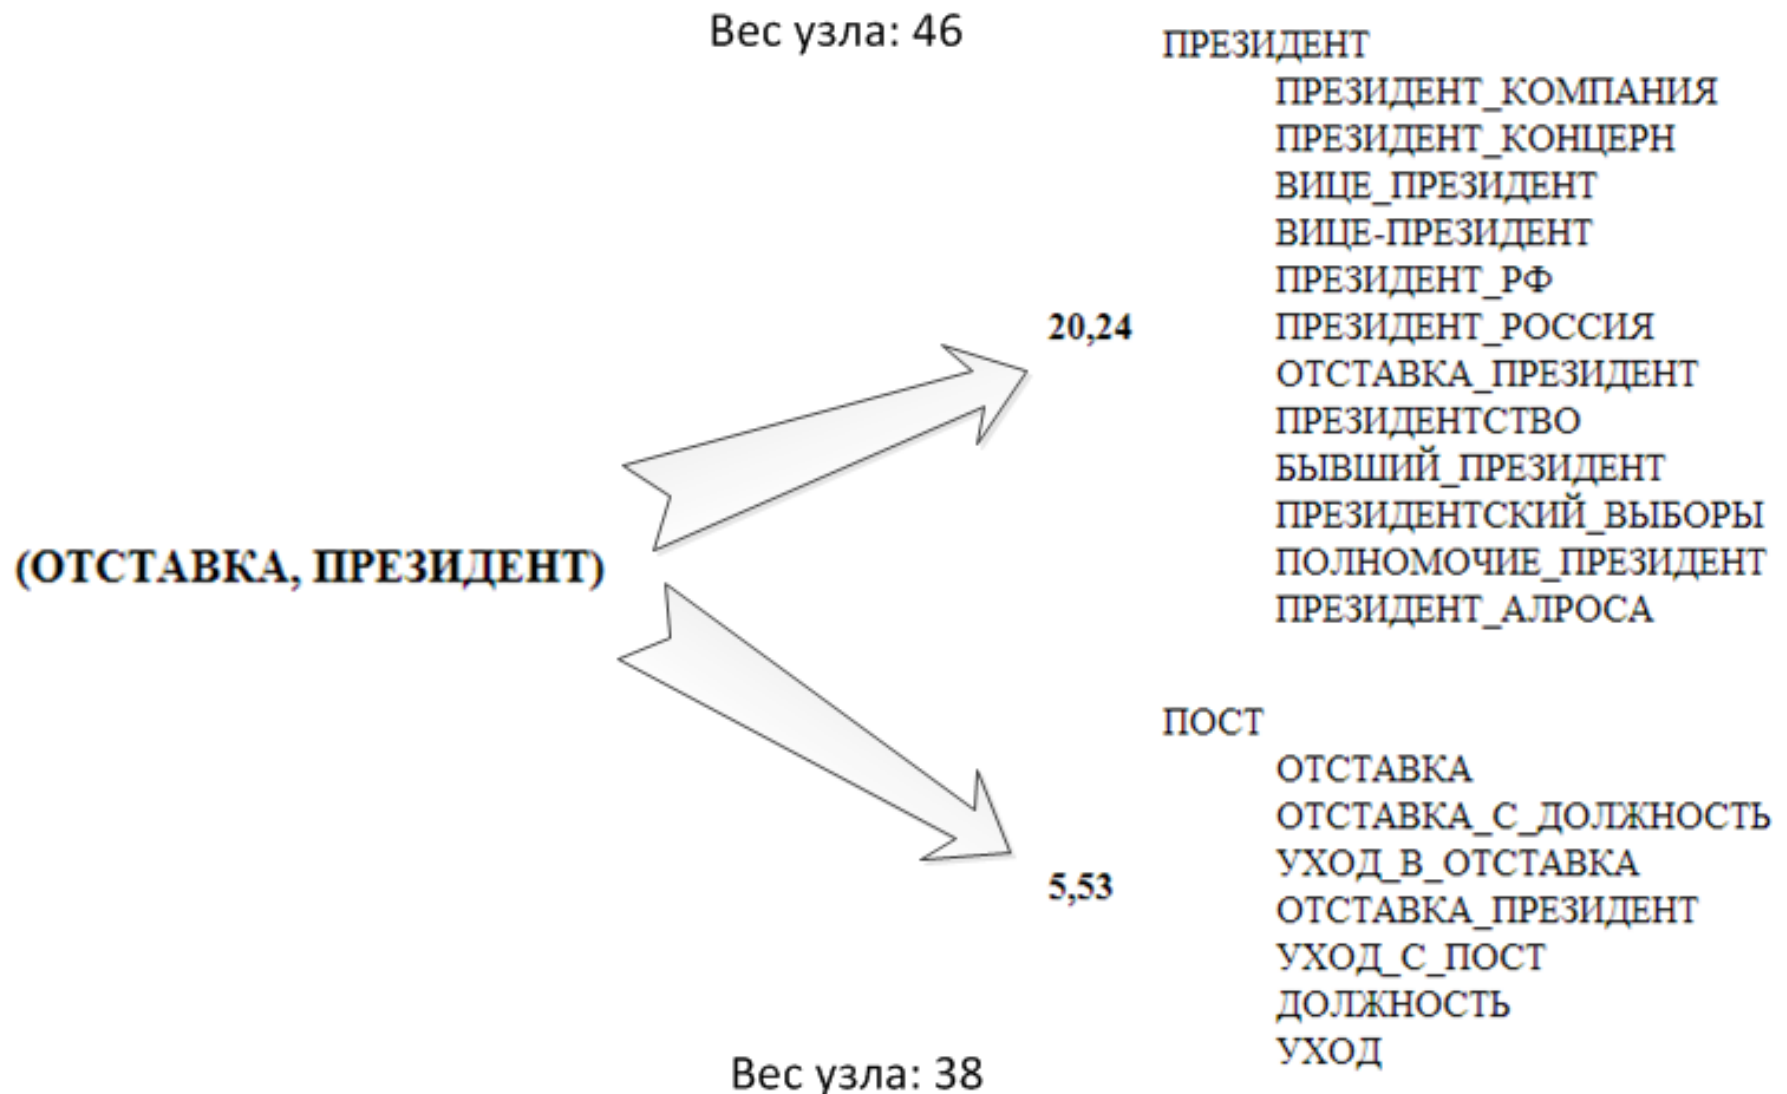 Вес узла: 46
ПРЕЗИДЕНТ
ПРЕЗИДЕНТ_КОМПАНИЯ
ПРЕЗИДЕНТ_КОНЦЕРН
ВИЦЕ_ПРЕЗИДЕНТ
ВИЦЕ-ПРЕЗИДЕНТ
ПРЕЗИДЕНТ_РФ
20,24
ПРЕЗИДЕНТ_РОССИЯ
ОТСТАВКА_ПРЕЗИДЕНТ
ПРЕЗИДЕНТСТВО
БЫВШИЙ_ПРЕЗИДЕНТ
ПРЕЗИДЕНТСКИЙ_ВЫБОРЫ
ПОЛНОМОЧИЕ_ПРЕЗИДЕНТ
ПРЕЗИДЕНТ_АЛРОСА
(ОТСТАВКА, ПРЕЗИДЕНТ)
ПОСТ
ОТСТАВКА
ОТСТАВКА_С_ДОЛЖНОСТЬ
УХОД_В_ОТСТАВКА
5,53
ОТСТАВКА_ПРЕЗИДЕНТ
УХОД_С_ПОСТ
ДОЛЖНОСТЬ
УХОД
Вес узла: 38